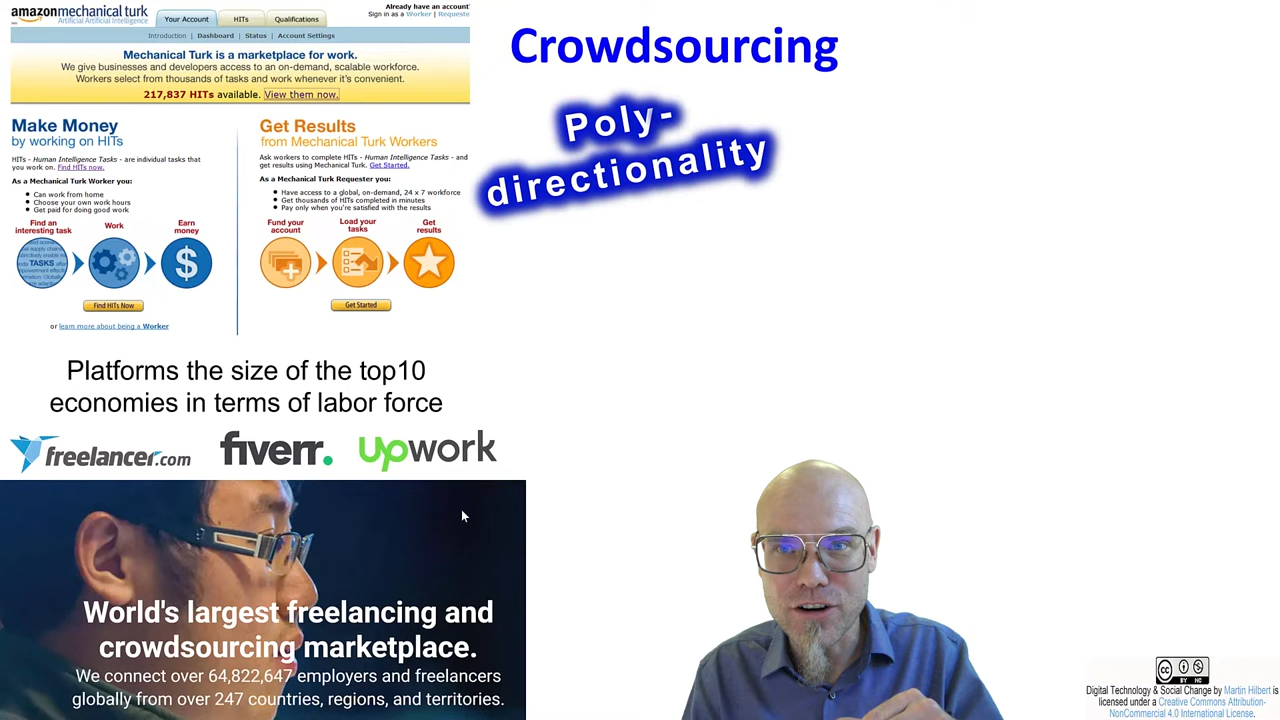 amazonmechanical turk
Artificial Artificial Intelligence
Your Account
HITs
Qualifications
Already have an account?
Sign in as a Worker | Requester
Introduction | Dashboard | Status | Account Settings
Mechanical Turk is a marketplace for work.
We give businesses and developers access to an on-demand, scalable workforce.
Workers select from thousands of tasks and work whenever it's convenient.
217,837 HITs available. View them now.
Make Money
by working on HITs
HITs - Human Intelligence Tasks - are individual tasks that
you work on. Find HITs now.
As a Mechanical Turk Worker you:
• Can work from home
• Choose your own work hours
• Get paid for doing good work
Find an
interesting task
Work
Earn
money
TASKS
$
Find HITs Now
or learn more about being a Worker
Get Results
from Mechanical Turk Workers
Ask workers to complete HITs - Human Intelligence Tasks - and
get results using Mechanical Turk. Get Started.
As a Mechanical Turk Requester you:
• Have access to a global, on-demand, 24 x 7 workforce
• Get thousands of HITs completed in minutes
• Pay only when you're satisfied with the results
Fund your
account
Load your
tasks
Get
results
Get Started
Crowdsourcing
Poly-
directionality
Platforms the size of the top10
economies in terms of labor force
freelancer.com
fiverr.
upwork
World's largest freelancing and
crowdsourcing marketplace.
We connect over 64,822,647 employers and freelancers
globally from over 247 countries, regions, and territories.
cc
BY NC
Digital Technology & Social Change by Martin Hilbert is
licensed under a Creative Commons Attribution-
NonCommercial 4.0 International License.